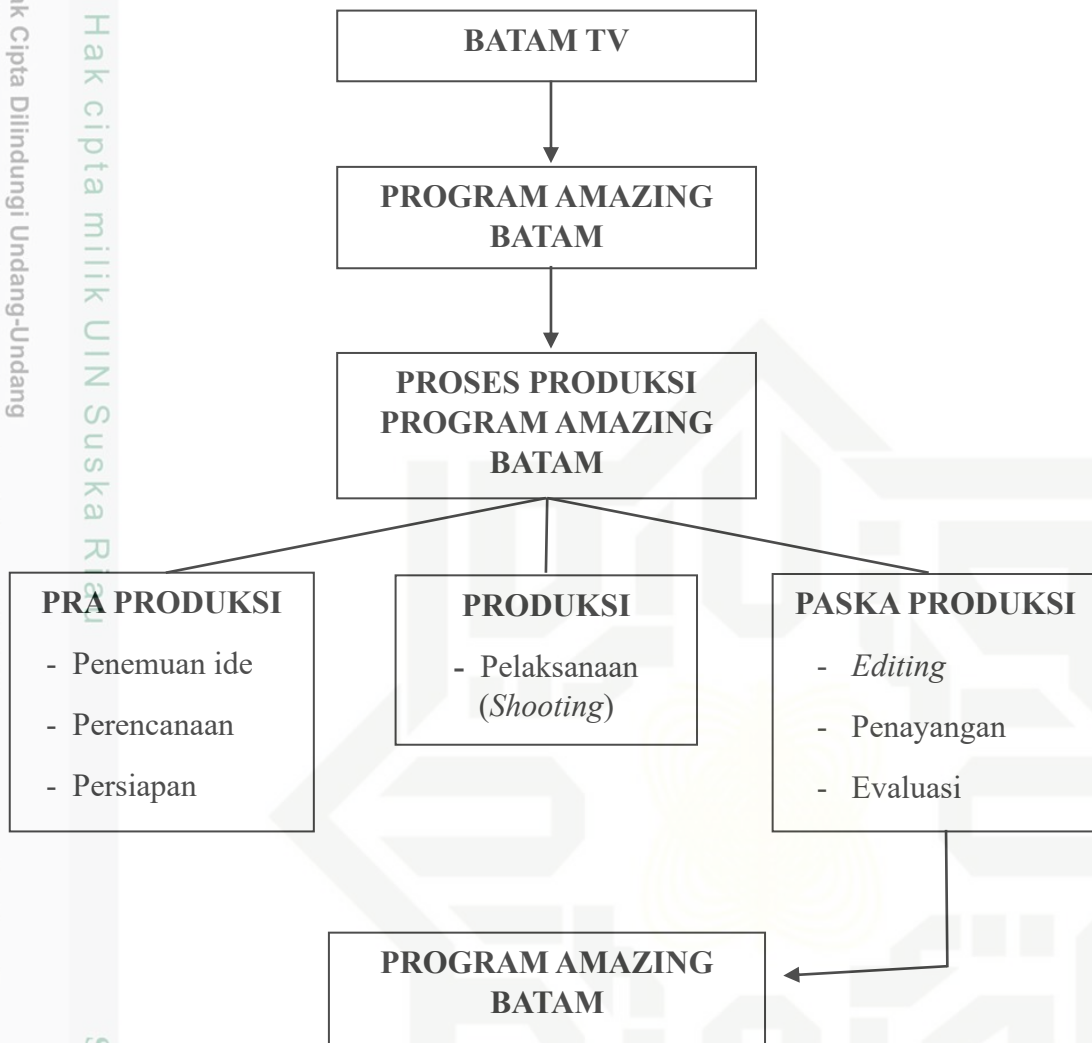 ak Cipta Dilindungi Undang-Undang
Hak cipta milik UIN Suska Riau
BATAM TV
PROGRAM AMAZING
BATAM
PROSES PRODUKSI
PROGRAM AMAZING
BATAM
PRA PRODUKSI
- Penemuan ide
- Perencanaan
- Persiapan
PRODUKSI
- Pelaksanaan
(Shooting)
PASKA PRODUKSI
- Editing
- Penayangan
- Evaluasi
PROGRAM AMAZING
BATAM